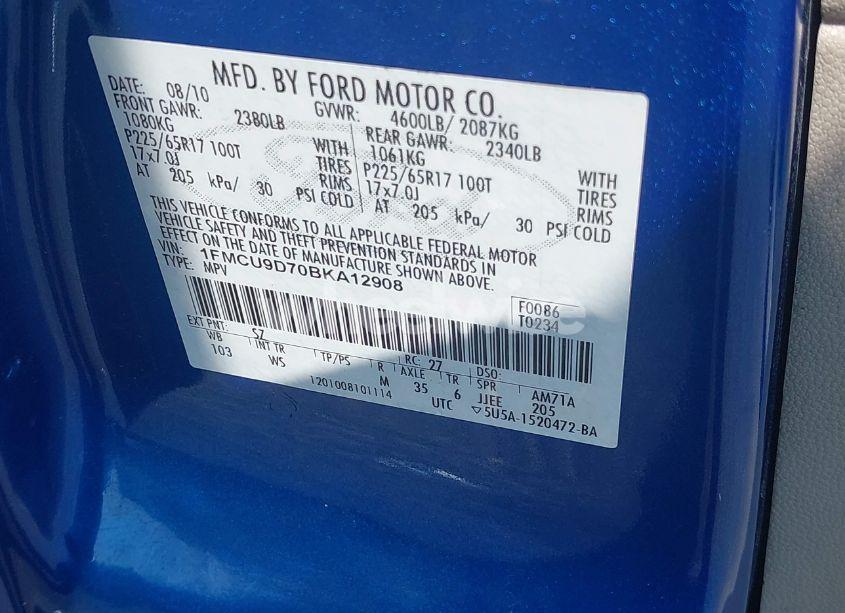 MFD. BY FORD MOTOR CO.
DATE: 08/10 GVWR: 4600LB/ 2087KG
FRONT GAWR: 2380LB REAR GAWR: 2340LB
1080KG WITH 1061KG WITH
P225/65R17 100T TIRES P225/65R17 100T TIRES
17x7.0J RIMS 17x7.0J RIMS
AT 205 kPa/ 30 PSI COLD AT 205 kPa/ 30 PSI COLD
THIS VEHICLE CONFORMS TO ALL APPLICABLE FEDERAL MOTOR
VEHICLE SAFETY AND THEFT PREVENTION STANDARDS IN
EFFECT ON THE DATE OF MANUFACTURE SHOWN ABOVE.
VIN: 1FMCU9D70BKA12908
TYPE: MPV
F0086
T0234
EXT PNT: SZ RC: 27 DSO:
WB INT TR TP/PS R AXLE TR SPR AM71A
103 WS M 35 6 JJEE 205
1201008101114 UTC ▽5U5A-1520472-BA